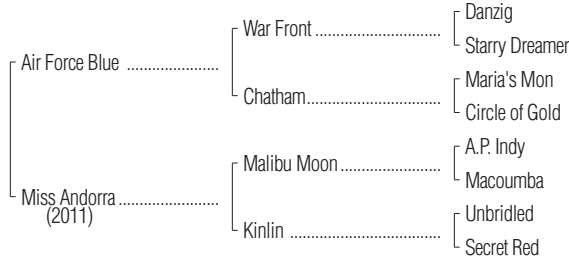 Danzig
War Front ..............................
Starry Dreamer
Air Force Blue ......................
Maria's Mon
Chatham................................
Circle of Gold
A.P. Indy
Malibu Moon........................
Macoumba
Miss Andorra ........................
(2011)
Unbridled
Kinlin ....................................
Secret Red